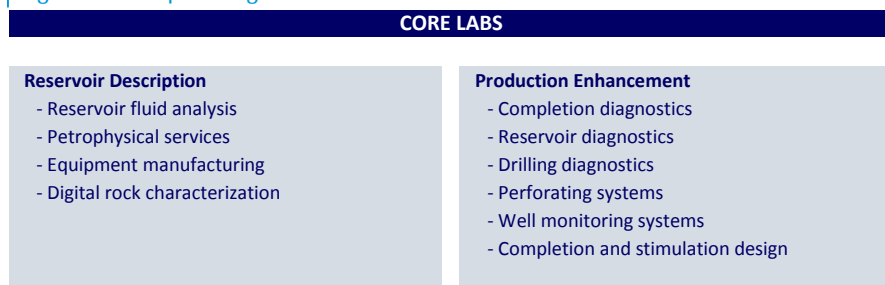 CORE LABS
Reservoir Description
- Reservoir fluid analysis
- Petrophysical services
- Equipment manufacturing
- Digital rock characterization
Production Enhancement
- Completion diagnostics
- Reservoir diagnostics
- Drilling diagnostics
- Perforating systems
- Well monitoring systems
- Completion and stimulation design